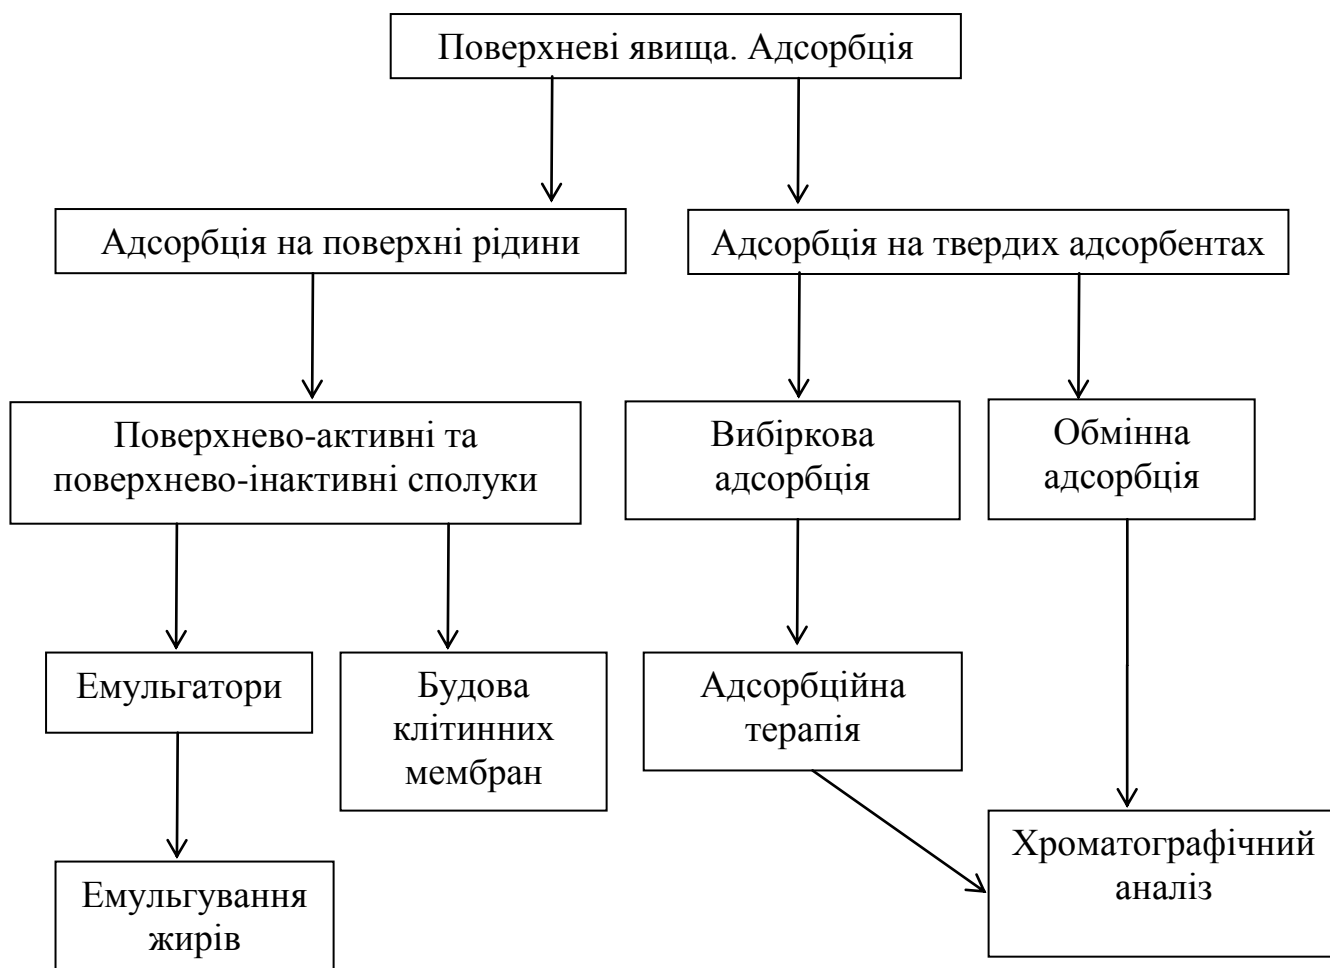 Поверхневі явища. Адсорбція
Адсорбція на поверхні рідини
Адсорбція на твердих адсорбентах
Поверхнево-активні та
поверхнево-інактивні сполуки
Вибіркова
адсорбція
Обмінна
адсорбція
Емульгатори
Будова
клітинних
мембран
Адсорбційна
терапія
Хроматографічний
аналіз
Емульгування
жирів